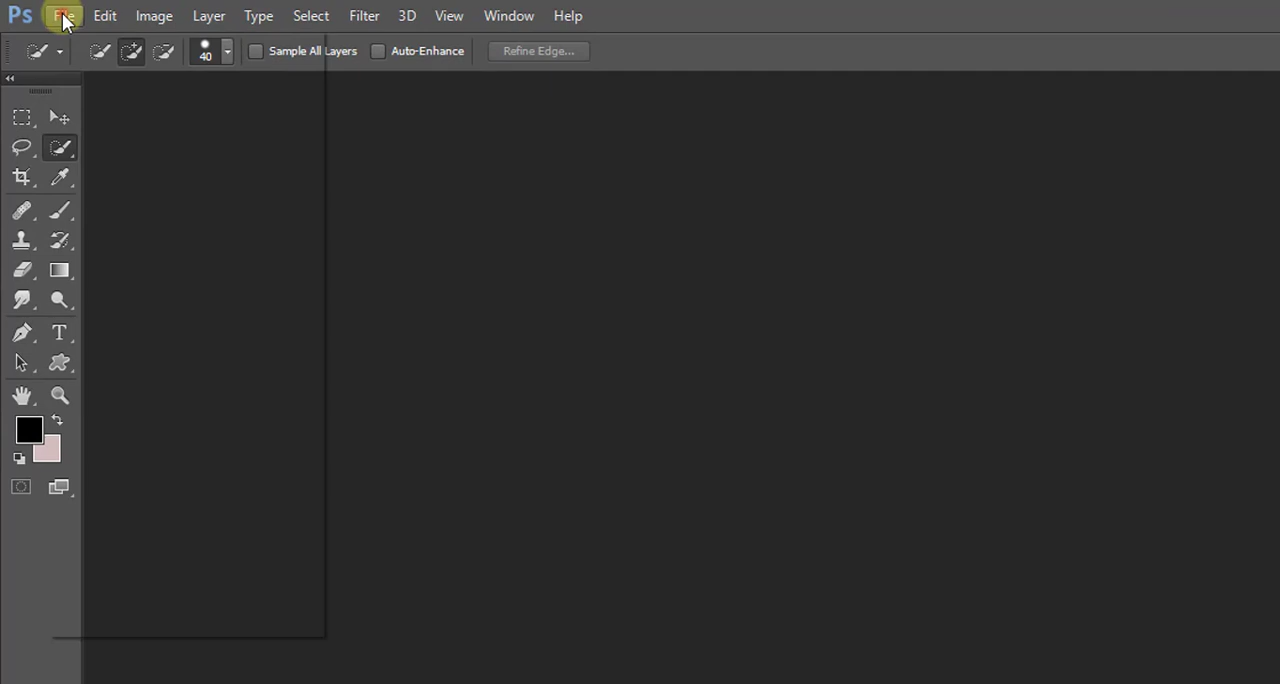 Ps File Edit Image Layer Type Select Filter 3D View Window Help
40 Sample All Layers Auto-Enhance Refine Edge...
T